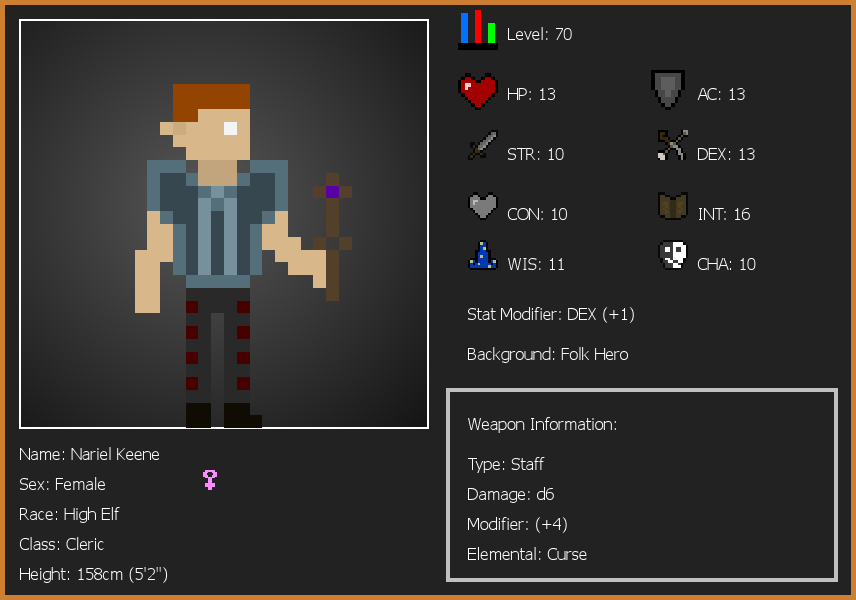 Level: 70
HP: 13
AC: 13
STR: 10
DEX: 13
CON: 10
INT: 16
WIS: 11
CHA: 10
Stat Modifier: DEX (+1)
Background: Folk Hero
Weapon Information:
Type: Staff
Damage: d6
Modifier: (+4)
Elemental: Curse
Name: Nariel Keene
Sex: Female
Race: High Elf
Class: Cleric
Height: 158cm (5'2")